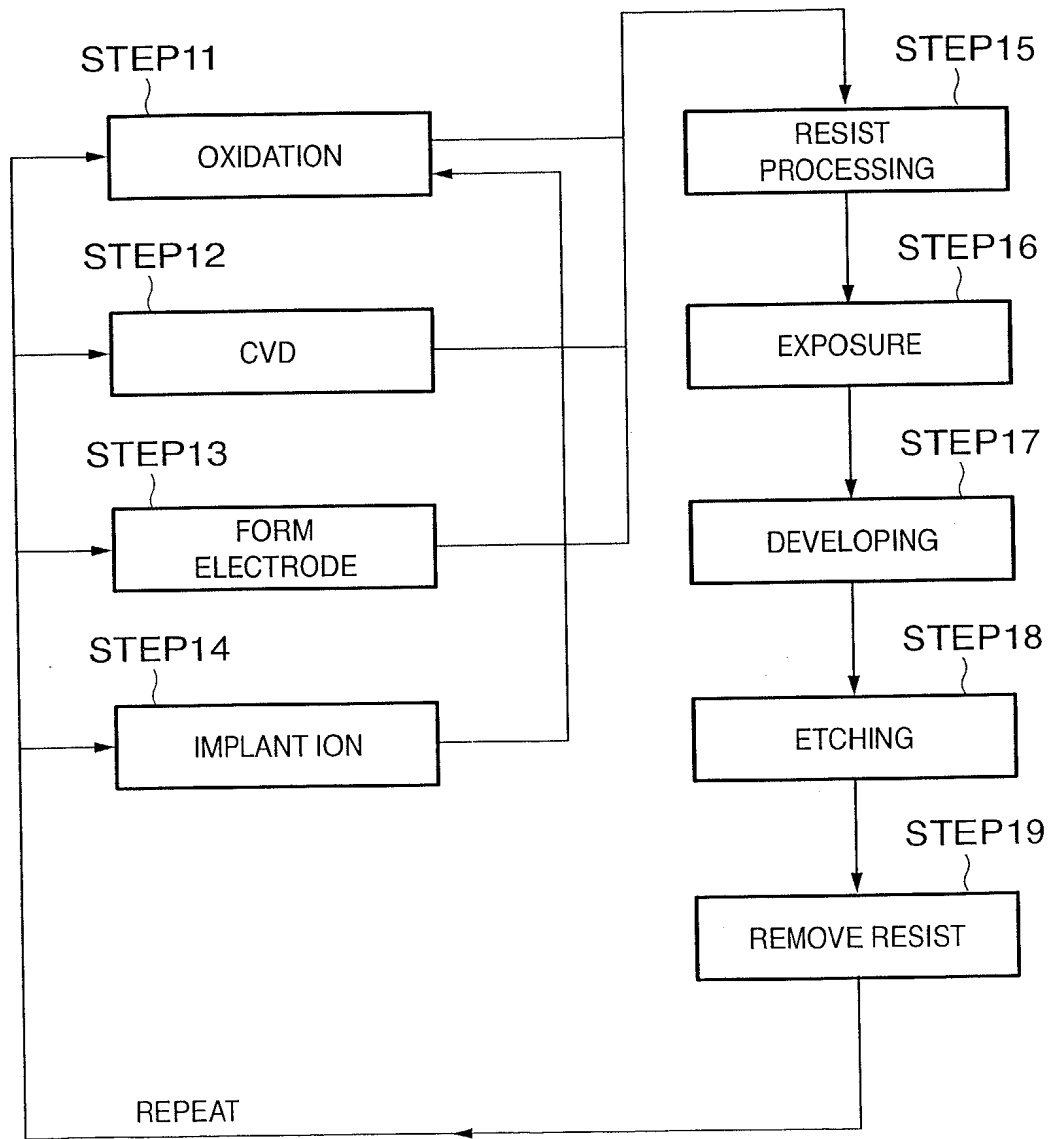 STEP11
OXIDATION
STEP12
CVD
STEP13
FORM
ELECTRODE
STEP14
IMPLANT ION
STEP15
RESIST
PROCESSING
STEP16
EXPOSURE
STEP17
DEVELOPING
STEP18
ETCHING
STEP19
REMOVE RESIST
REPEAT